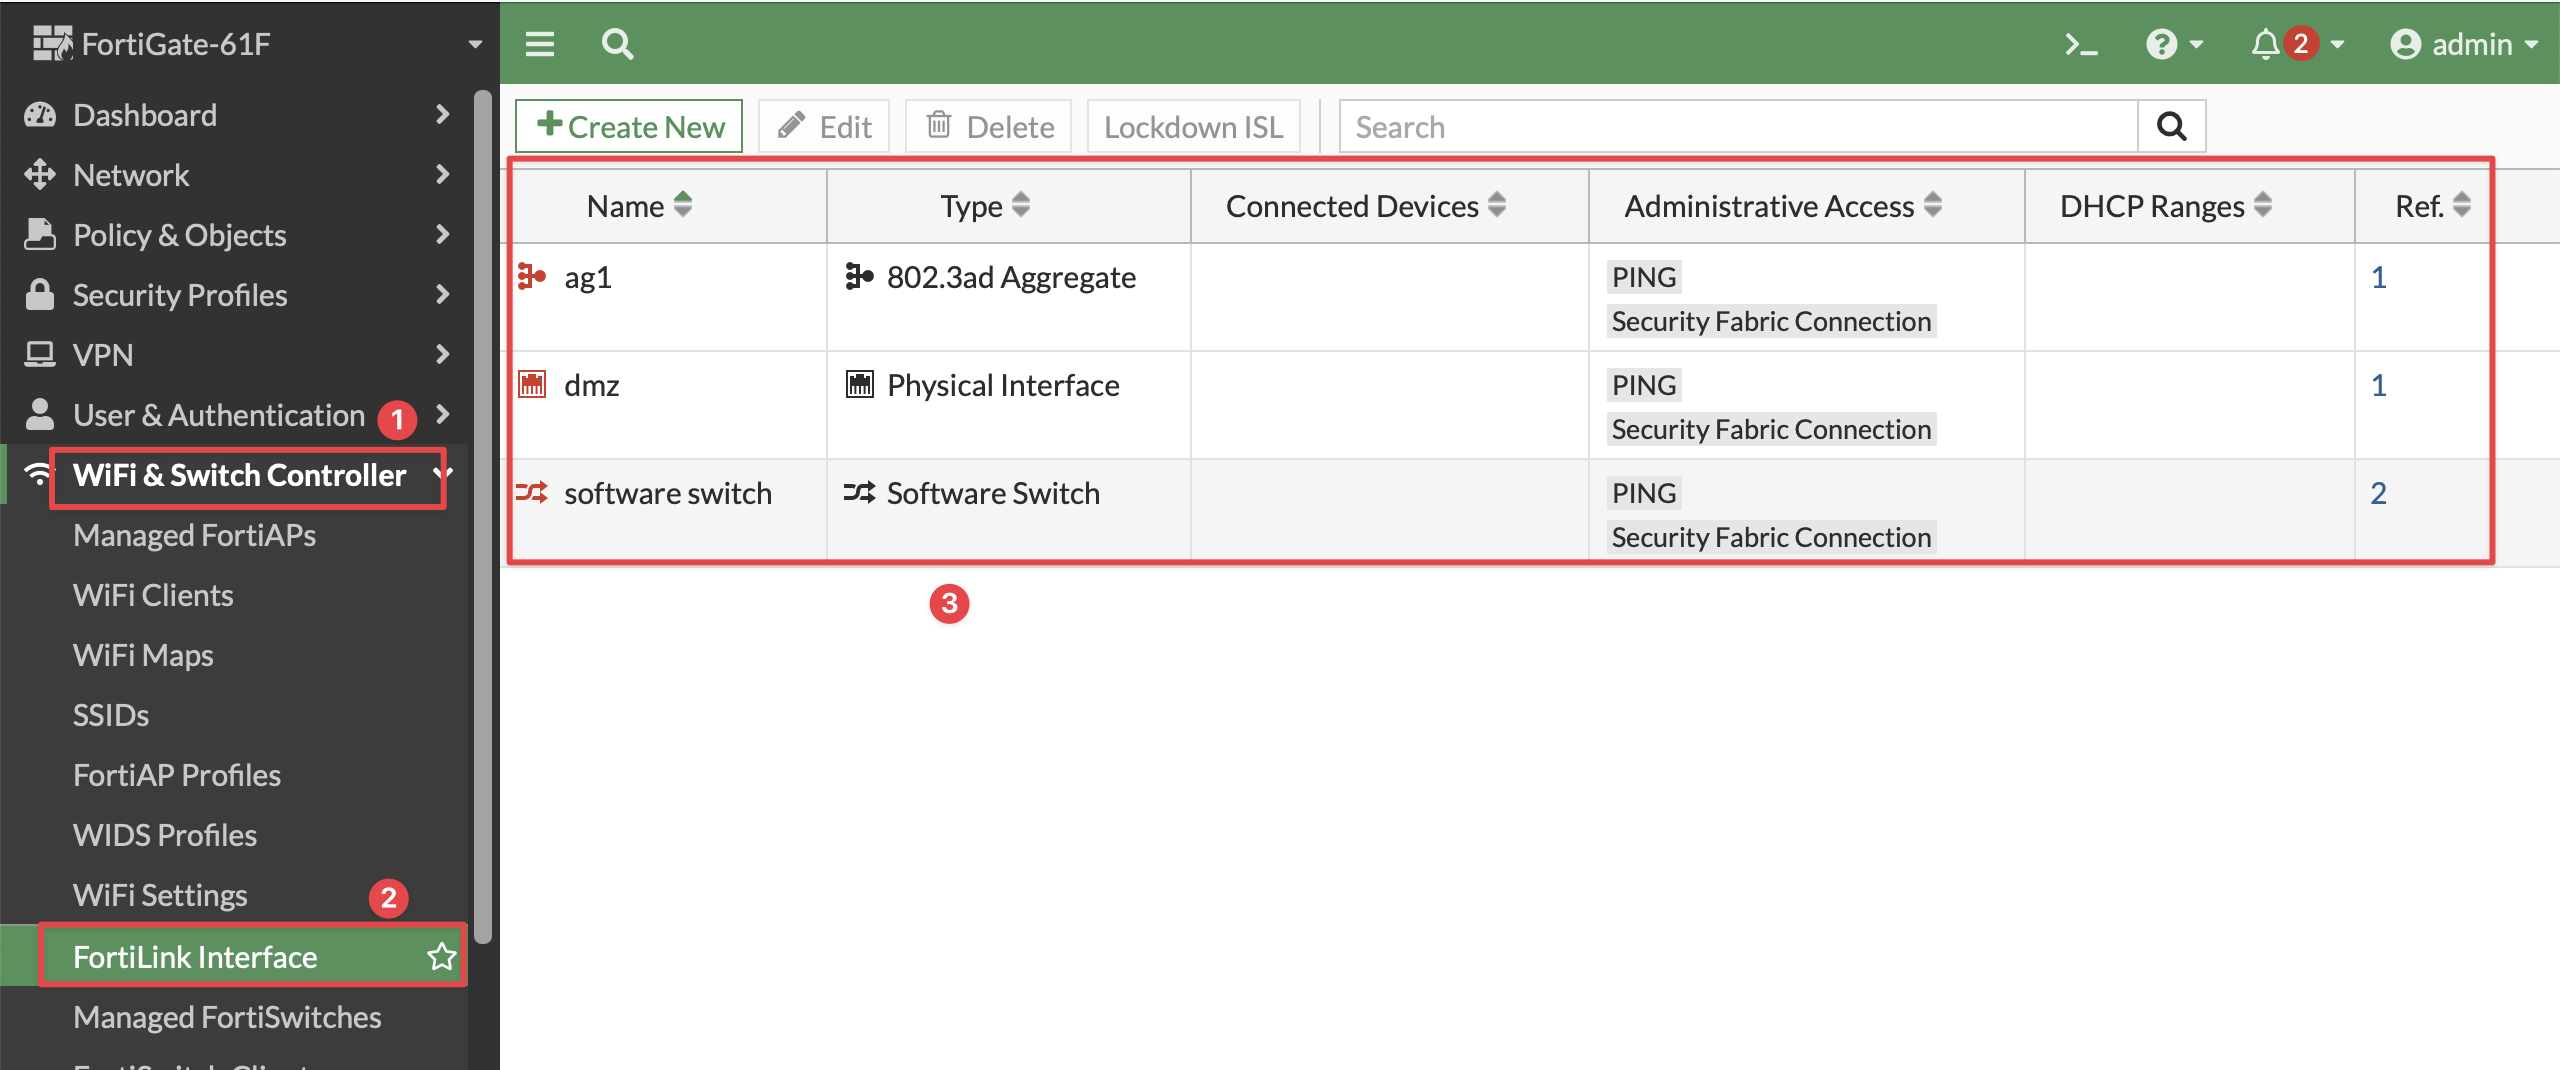 FortiGate-61F
2
admin
Dashboard
Network
Policy & Objects
Security Profiles
VPN
User & Authentication
1
WiFi & Switch Controller
Managed FortiAPs
WiFi Clients
WiFi Maps
SSIDs
FortiAP Profiles
WIDS Profiles
WiFi Settings
2
FortiLink Interface
Managed FortiSwitches
Create New Edit Delete Lockdown ISL Search
Name Type Connected Devices Administrative Access DHCP Ranges Ref.
ag1 802.3ad Aggregate PING 1
Security Fabric Connection
dmz Physical Interface PING 1
Security Fabric Connection
software switch Software Switch PING 2
Security Fabric Connection
3